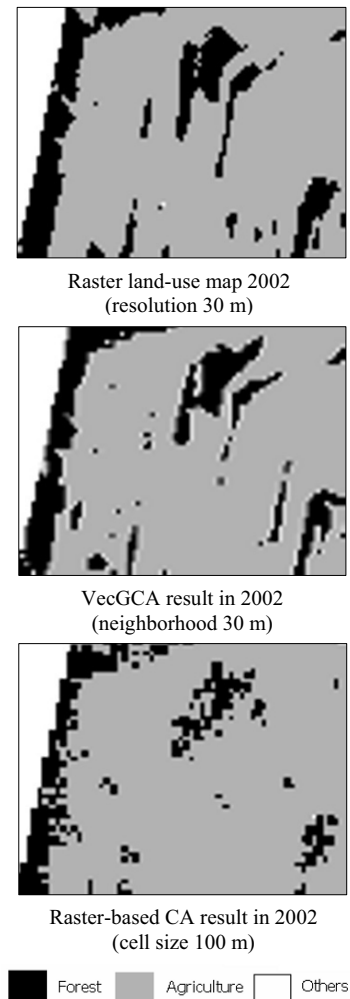 Raster land-use map 2002
(resolution 30 m)
VecGCA result in 2002
(neighborhood 30 m)
Raster-based CA result in 2002
(cell size 100 m)
Forest Agriculture Others